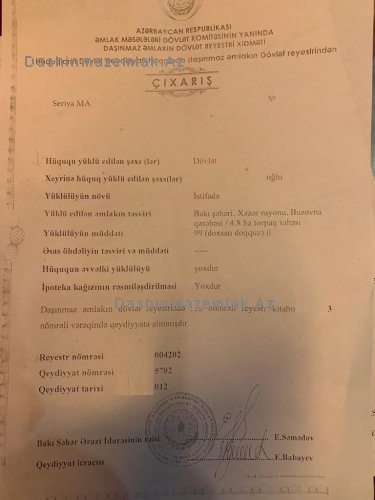 AZƏRBAYCAN RESPUBLİKASI
ƏMLAK MƏSƏLƏLƏRİ DÖVLƏT KOMİTƏSİNİN YANINDA
DAŞINMAZ ƏMLAKIN DÖVLƏT REYESTRİ XİDMƏTİ
daşınmaz əmlakın Dövlət reyestrindən
Dashinmazemlak.Az
ÇIXARIŞ
Seriya MA №
Hüququ yüklü edilən şəxs (lər) Dövlət
Xeyrinə hüquq yüklü edilən şəxs(lər) oğlu
Yüklülüyün növü İstifadə
Yüklü edilən əmlakın təsviri Bakı şəhəri, Xəzər rayonu, Buzovna
qəsəbəsi / 4.8 ha torpaq sahəsi
Yüklülüyün müddəti 99 (doxsan doqquz) il
Əsas öhdəliyin təsviri və müddəti -----
Hüququn əvvəlki yüklülüyü yoxdur
İpoteka kağızının rəsmiləşdirilməsi Yoxdur
Dashinmazemlak.Az
Daşınmaz əmlakın dövlət reyestrində nömrəli reyestr kitabı 3
nömrəli vərəqində qeydiyyata alınmışdır.
Reyestr nömrəsi 004202
Qeydiyyat nömrəsi 5702
Qeydiyyat tarixi 012
Bakı Şəhər Ərazi İdarəsinin rəisi E.Səmədov
Qeydiyyat icraçısı F.Babayev